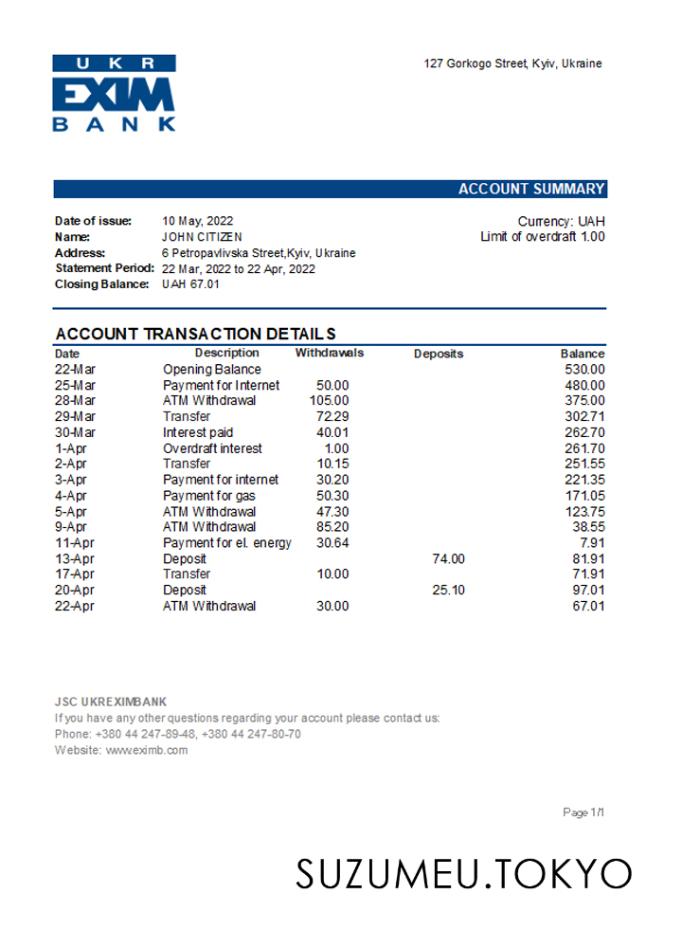 UKR
EXIM
BANK
127 Gorkogo Street, Kyiv, Ukraine
ACCOUNT SUMMARY
Date of issue: 10 May, 2022
Currency: UAH
Name: JOHN CITIZEN
Limit of overdraft 1.00
Address: 6 Petropavlivska Street,Kyiv, Ukraine
Statement Period: 22 Mar, 2022 to 22 Apr, 2022
Closing Balance: UAH 67.01
ACCOUNT TRANSACTION DETAILS
Date Description Withdrawals Deposits Balance
22-Mar Opening Balance 530.00
25-Mar Payment for Internet 50.00 480.00
28-Mar ATM Withdrawal 105.00 375.00
29-Mar Transfer 72.29 302.71
30-Mar Interest paid 40.01 262.70
1-Apr Overdraft interest 1.00 261.70
2-Apr Transfer 10.15 251.55
3-Apr Payment for internet 30.20 221.35
4-Apr Payment for gas 50.30 171.05
5-Apr ATM Withdrawal 47.30 123.75
9-Apr ATM Withdrawal 85.20 38.55
11-Apr Payment for el. energy 30.64 7.91
13-Apr Deposit 74.00 81.91
17-Apr Transfer 10.00 71.91
20-Apr Deposit 25.10 97.01
22-Apr ATM Withdrawal 30.00 67.01
JSC UKREXIMBANK
If you have any other questions regarding your account please contact us:
Phone: +380 44 247-89-48, +380 44 247-80-70
Website: www.eximb.com
Page 1/1
SUZUMEU.TOKYO